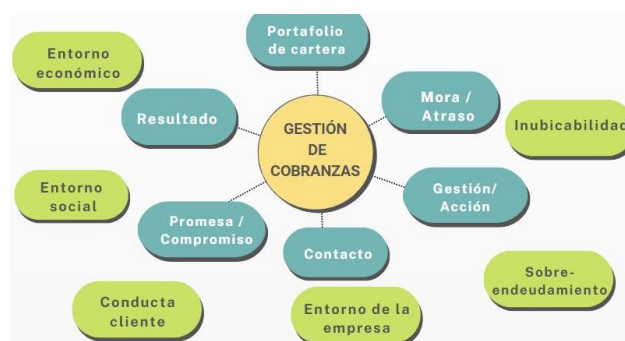 Portafolio
de cartera
Entorno
económico
Mora /
Atraso
Resultado
Inubicabilidad
GESTIÓN
DE
COBRANZAS
Entorno
social
Gestión/
Acción
Promesa /
Compromiso
Contacto
Sobre-
endeudamiento
Conducta
cliente
Entorno de la
empresa